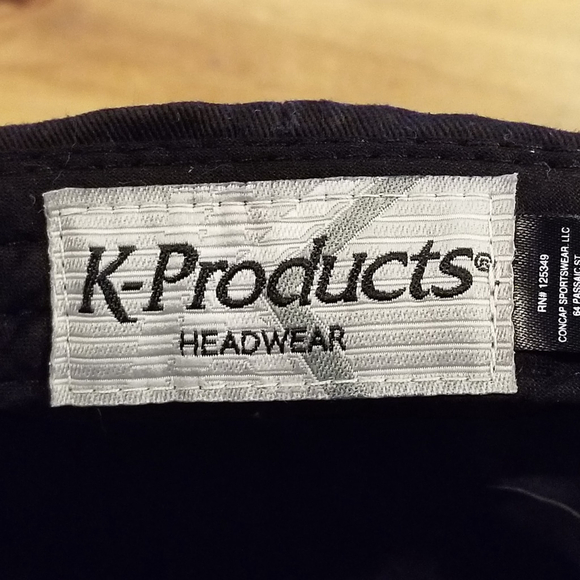 K-Products®
HEADWEAR
RN# 125349
CONCAP SPORTSWEAR, LLC
64 PASSAIC ST